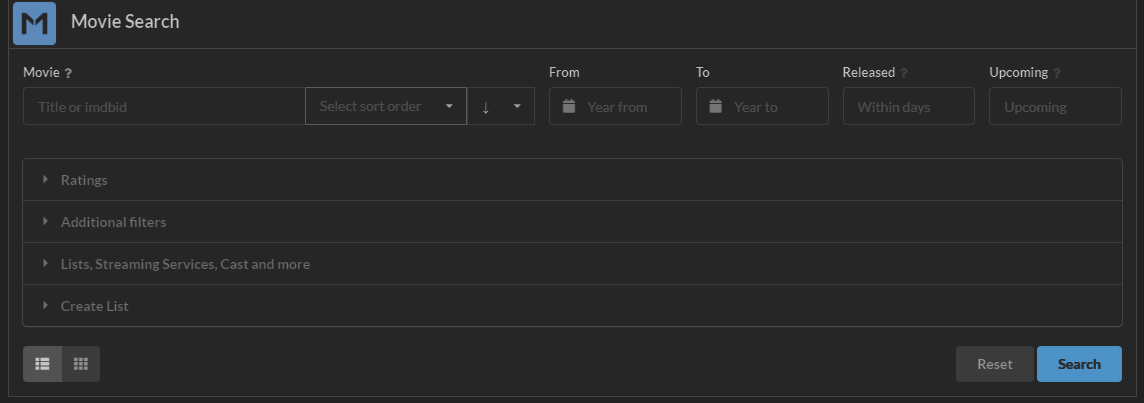 Movie Search
Movie ? From To Released ? Upcoming ?
Title or imdbid Select sort order ↓ Year from Year to Within days Upcoming
Ratings
Additional filters
Lists, Streaming Services, Cast and more
Create List
Reset Search